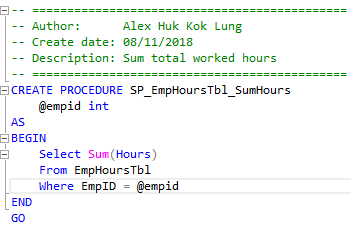 -- =============================================
-- Author:      Alex Huk Kok Lung
-- Create date: 08/11/2018
-- Description: Sum total worked hours
-- =============================================
CREATE PROCEDURE SP_EmpHoursTbl_SumHours
    @empid int
AS
BEGIN
    Select Sum(Hours)
    From EmpHoursTbl
    Where EmpID = @empid
END
GO